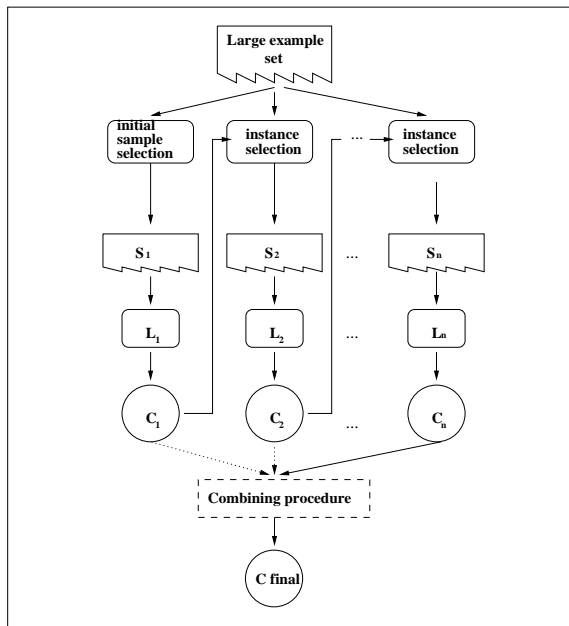 Large example
set
initial
sample
selection
instance
selection
...
instance
selection
S1
S2
...
Sn
L1
L2
...
Ln
C1
C2
...
Cn
Combining procedure
C final